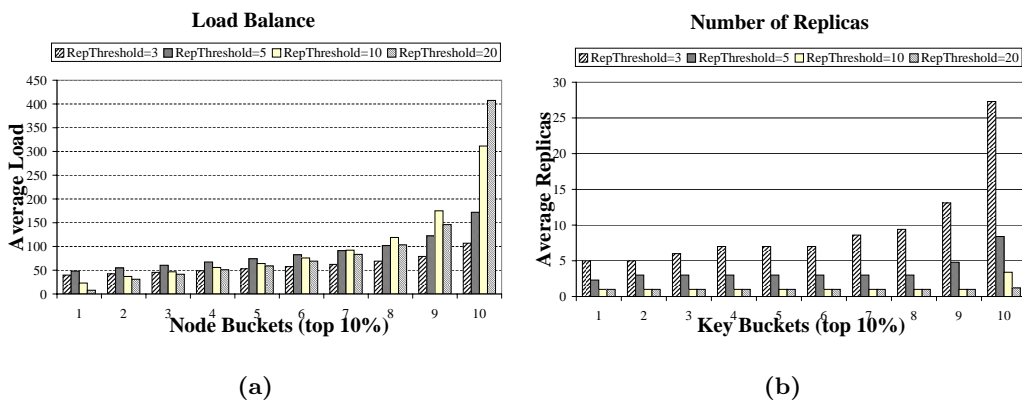 Load Balance
RepThreshold=3 RepThreshold=5 RepThreshold=10 RepThreshold=20
450
400
350
300
250
200
150
100
50
0
Average Load
1 2 3 4 5 6 7 8 9 10
Node Buckets (top 10%)
(a)
Number of Replicas
RepThreshold=3 RepThreshold=5 RepThreshold=10 RepThreshold=20
30
25
20
15
10
5
0
Average Replicas
1 2 3 4 5 6 7 8 9 10
Key Buckets (top 10%)
(b)